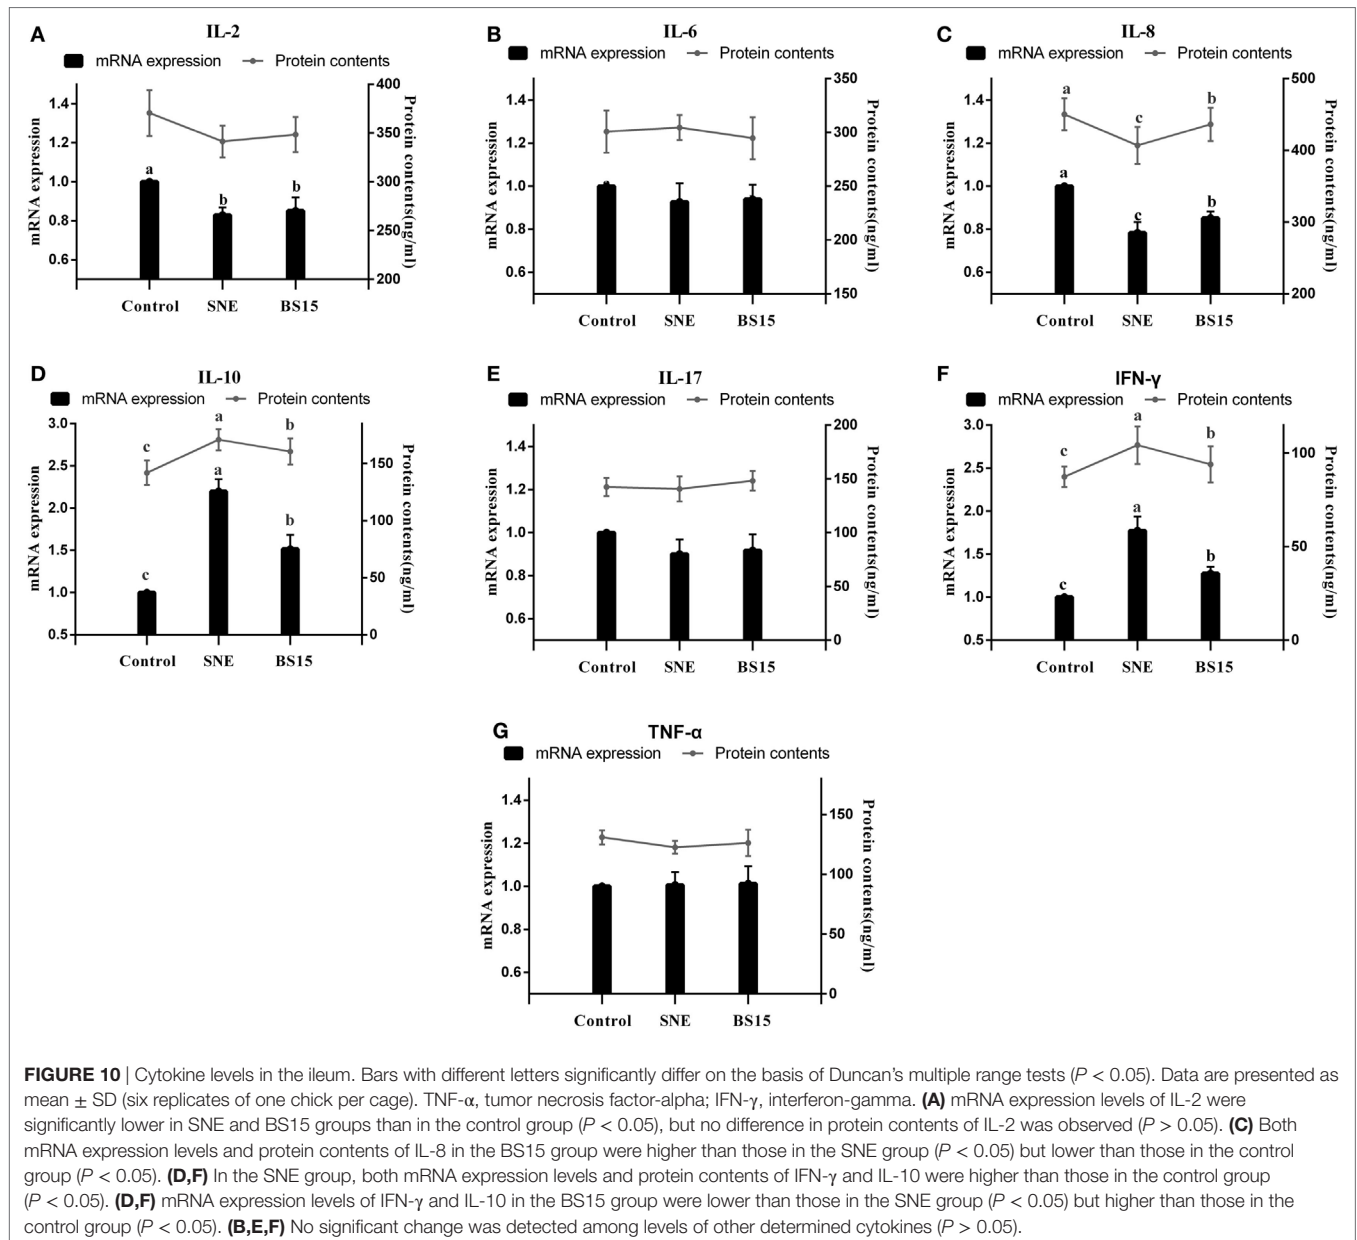 A IL-2
mRNA expression Protein contents
mRNA expression
1.4
1.2
1.0
0.8
0.6
a
b
b
400
350
300
250
200
Protein contents(ng/ml)
Control SNE BS15
B IL-6
mRNA expression Protein contents
mRNA expression
1.4
1.2
1.0
0.8
0.6
350
300
250
200
150
Protein contents(ng/ml)
Control SNE BS15
C IL-8
mRNA expression Protein contents
mRNA expression
1.4
1.2
1.0
0.8
0.6
a
c
b
a
c
b
500
400
300
200
Protein contents(ng/ml)
Control SNE BS15
D IL-10
mRNA expression Protein contents
mRNA expression
3.0
2.5
2.0
1.5
1.0
0.5
c
a
b
c
a
b
150
100
50
0
Protein contents(ng/ml)
Control SNE BS15
E IL-17
mRNA expression Protein contents
mRNA expression
1.4
1.2
1.0
0.8
0.6
200
150
100
50
0
Protein contents(ng/ml)
Control SNE BS15
F IFN-γ
mRNA expression Protein contents
mRNA expression
3.0
2.5
2.0
1.5
1.0
0.5
c
a
b
c
a
b
100
50
0
Protein contents(ng/ml)
Control SNE BS15
G TNF-α
mRNA expression Protein contents
mRNA expression
1.4
1.2
1.0
0.8
0.6
150
100
50
0
Protein contents(ng/ml)
Control SNE BS15
FIGURE 10 | Cytokine levels in the ileum. Bars with different letters significantly differ on the basis of Duncan's multiple range tests (P < 0.05). Data are presented as
mean ± SD (six replicates of one chick per cage). TNF-α, tumor necrosis factor-alpha; IFN-γ, interferon-gamma. (A) mRNA expression levels of IL-2 were
significantly lower in SNE and BS15 groups than in the control group (P < 0.05), but no difference in protein contents of IL-2 was observed (P > 0.05). (C) Both
mRNA expression levels and protein contents of IL-8 in the BS15 group were higher than those in the SNE group (P < 0.05) but lower than those in the control
group (P < 0.05). (D,F) In the SNE group, both mRNA expression levels and protein contents of IFN-γ and IL-10 were higher than those in the control group
(P < 0.05). (D,F) mRNA expression levels of IFN-γ and IL-10 in the BS15 group were lower than those in the SNE group (P < 0.05) but higher than those in the
control group (P < 0.05). (B,E,F) No significant change was detected among levels of other determined cytokines (P > 0.05).